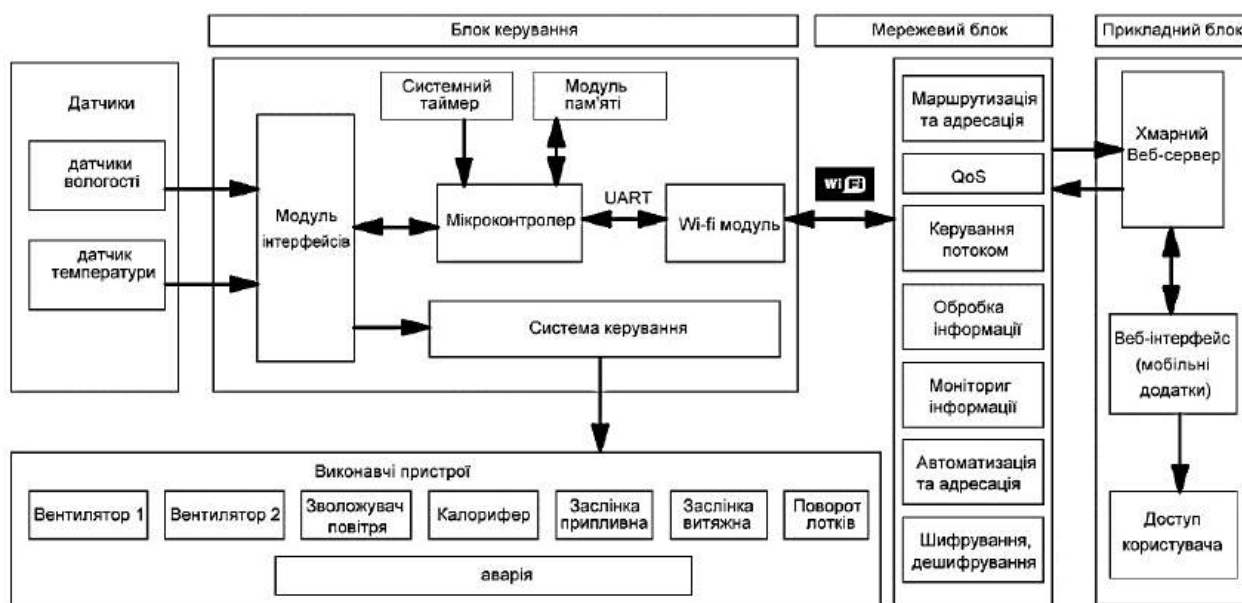 Блок керування
Мережевий блок
Прикладний блок
Датчики
датчики
вологості
датчик
температури
Модуль
інтерфейсів
Системний
таймер
Модуль
пам'яті
Мікроконтролер
UART
Wi-fi модуль
Система керування
Wi Fi
Маршрутизація
та адресація
QoS
Керування
потоком
Обробка
інформації
Моніториг
інформації
Автоматизація
та адресація
Шифрування,
дешифрування
Хмарний
Веб-сервер
Веб-інтерфейс
(мобільні
додатки)
Доступ
користувача
Виконавчі пристрої
Вентилятор 1
Вентилятор 2
Зволожувач
повітря
Калорифер
Заслінка
припливна
Заслінка
витяжна
Поворот
лотків
аварія